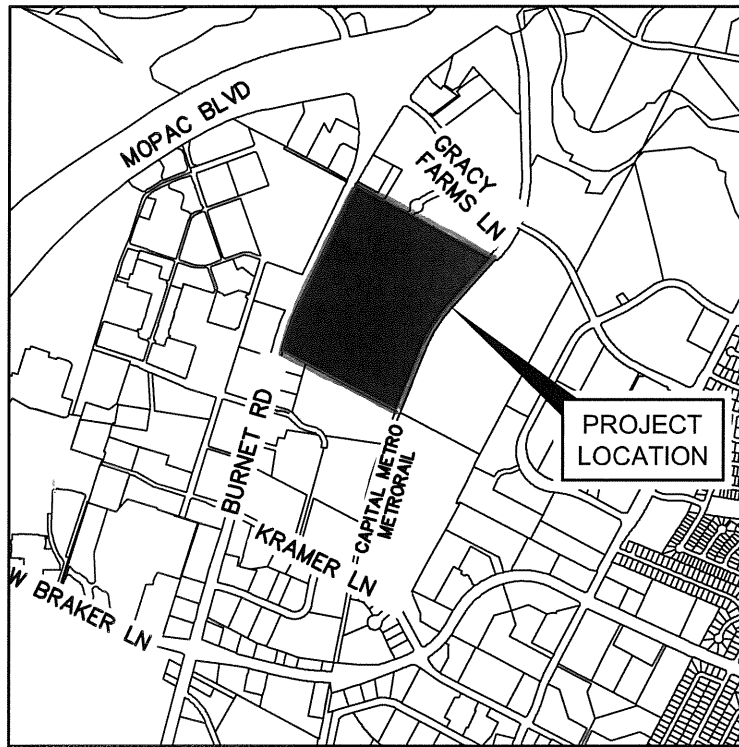 MOPAC BLVD
GRACY
FARMS LN
PROJECT
LOCATION
BURNET RD
CAPITAL METRO
METRORAIL
KRAMER LN
W BRAKER LN